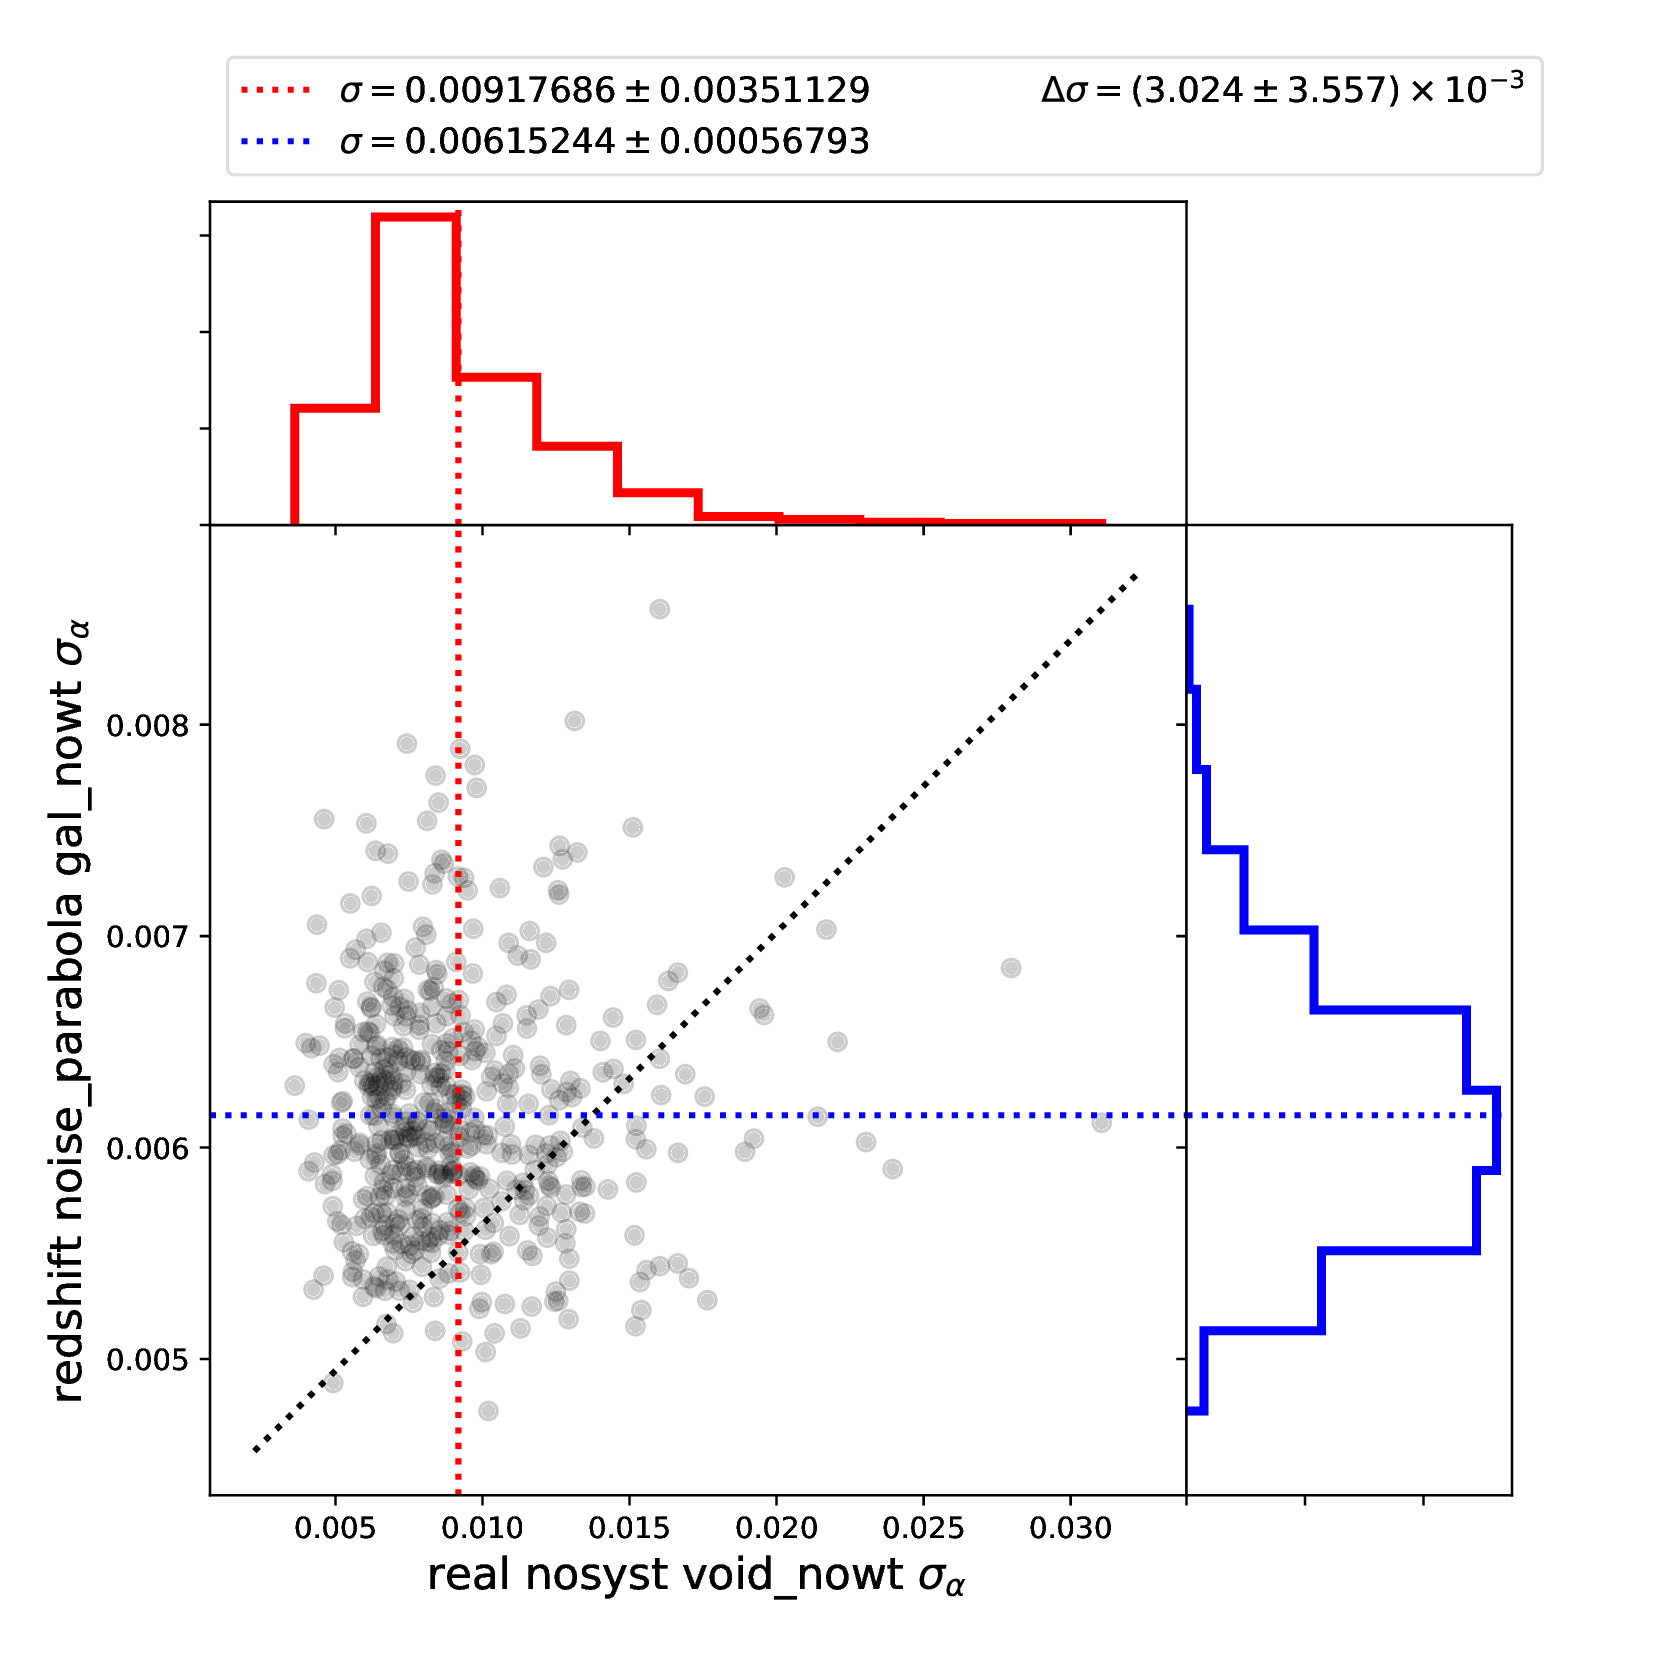 σ = 0.00917686 ± 0.00351129
σ = 0.00615244 ± 0.00056793
Δσ = (3.024 ± 3.557) × 10⁻³
redshift noise_parabola gal_nowt σ_α
0.008
0.007
0.006
0.005
0.005 0.010 0.015 0.020 0.025 0.030
real nosyst void_nowt σ_α